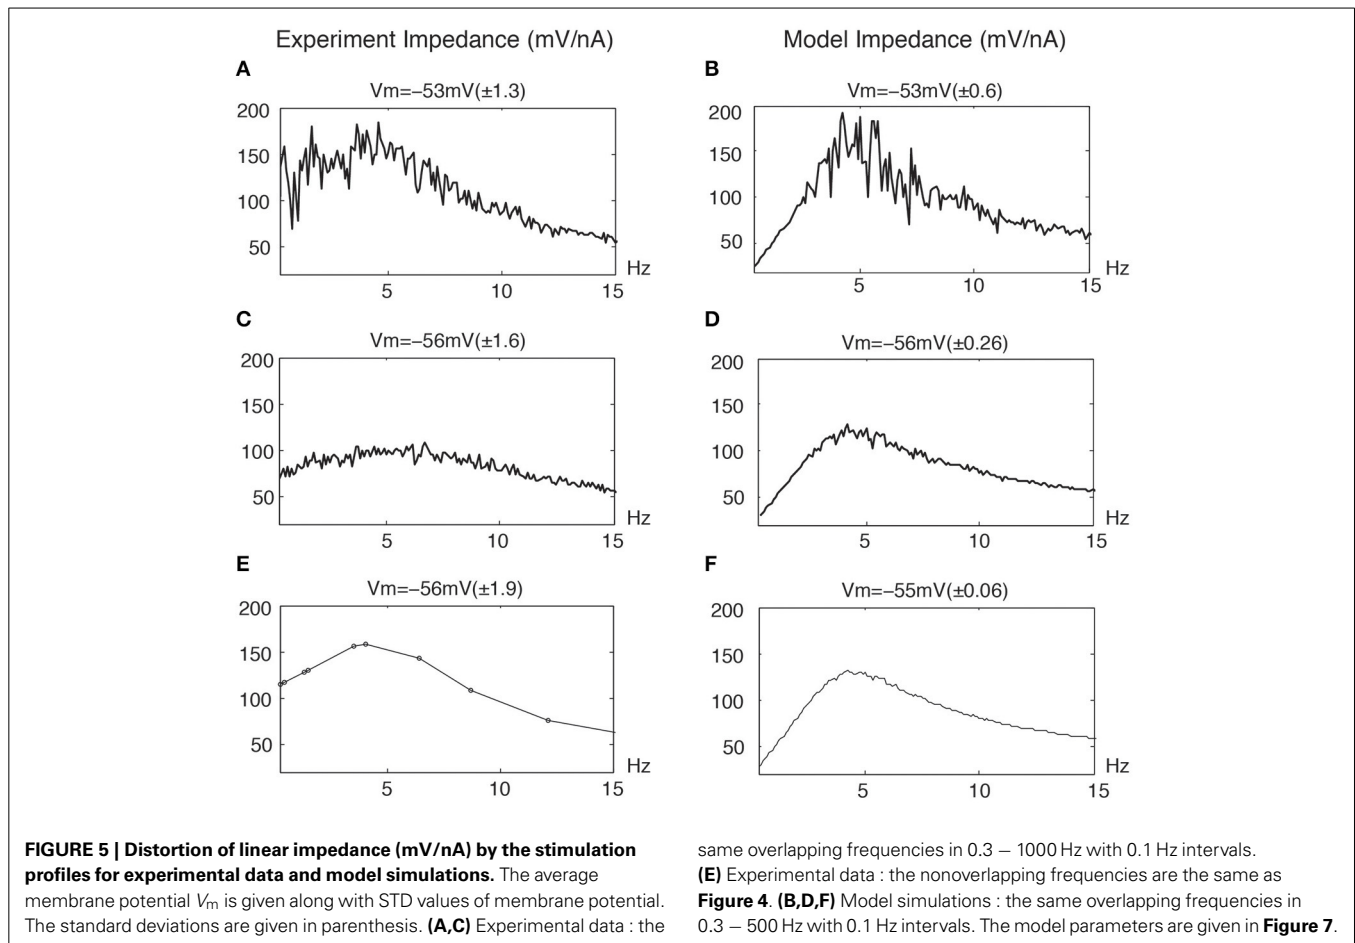 Experiment Impedance (mV/nA)
Model Impedance (mV/nA)
A
Vm=−53mV(±1.3)
200
150
100
50
Hz
5
10
15
B
Vm=−53mV(±0.6)
200
150
100
50
Hz
5
10
15
C
Vm=−56mV(±1.6)
200
150
100
50
Hz
5
10
15
D
Vm=−56mV(±0.26)
200
150
100
50
Hz
5
10
15
E
Vm=−56mV(±1.9)
200
150
100
50
Hz
5
10
15
F
Vm=−55mV(±0.06)
200
150
100
50
Hz
5
10
15
FIGURE 5 | Distortion of linear impedance (mV/nA) by the stimulation
profiles for experimental data and model simulations. The average
membrane potential Vm is given along with STD values of membrane potential.
The standard deviations are given in parenthesis. (A,C) Experimental data : the
same overlapping frequencies in 0.3 − 1000 Hz with 0.1 Hz intervals.
(E) Experimental data : the nonoverlapping frequencies are the same as
Figure 4. (B,D,F) Model simulations : the same overlapping frequencies in
0.3 − 500 Hz with 0.1 Hz intervals. The model parameters are given in Figure 7.